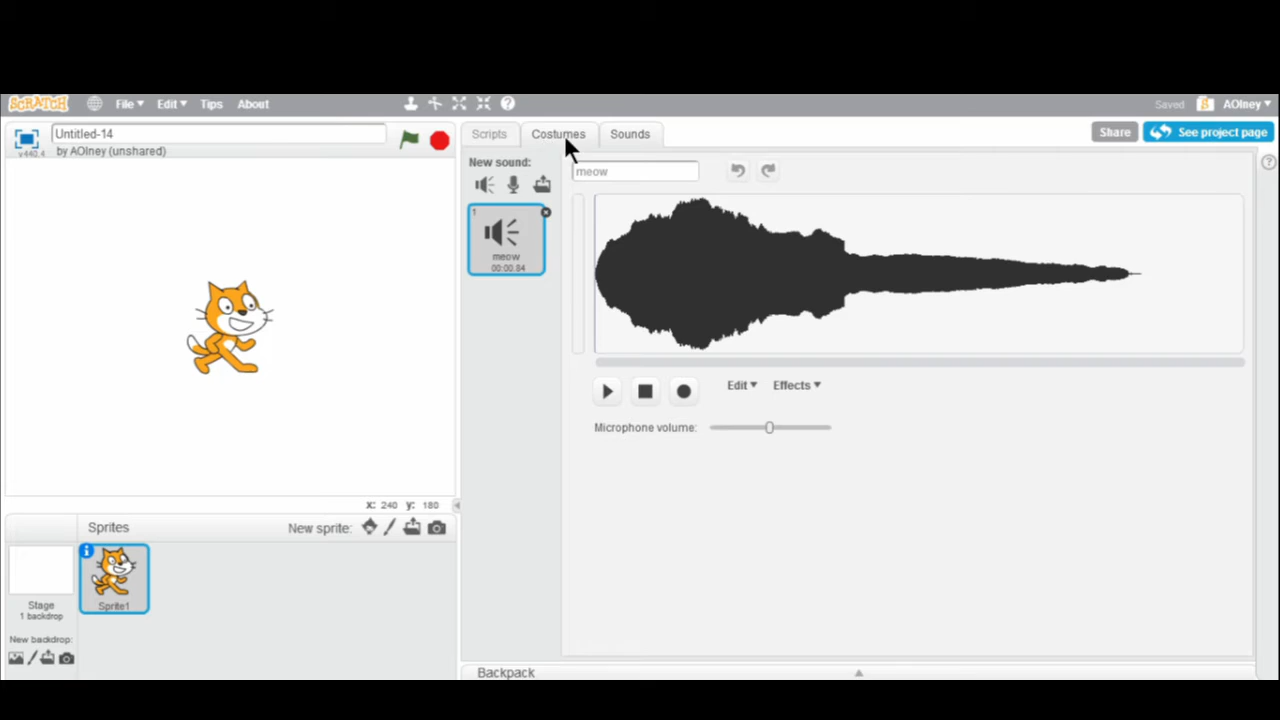 SCRATCH File Edit Tips About Saved AOlney
Untitled-14
by AOlney (unshared)
v440.4
Scripts Costumes Sounds Share See project page
New sound:
meow
1
meow
00:00.84
Edit Effects
Microphone volume:
x: 240 y: 180
Sprites New sprite:
Stage
1 backdrop
Sprite1
New backdrop:
Backpack